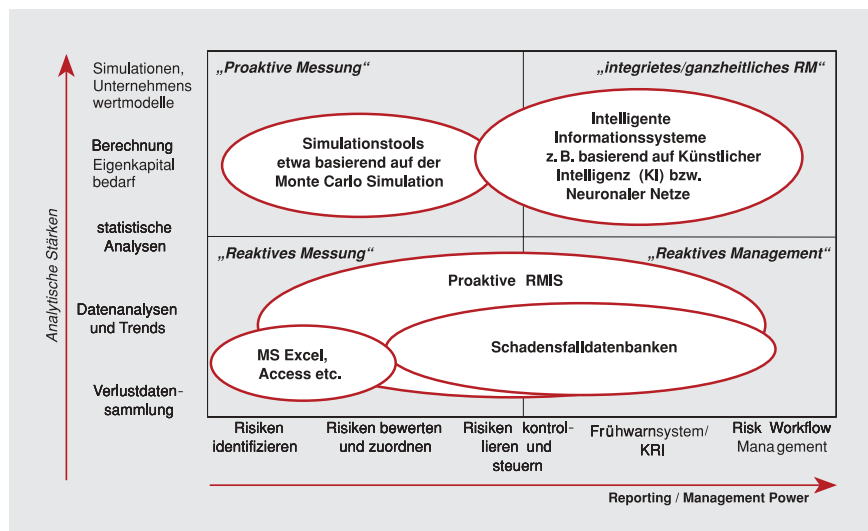 Simulationen,
Unternehmens
wertmodelle
Berechnung
Eigenkapital
bedarf
statistische
Analysen
Datenanalysen
und Trends
Verlustdaten-
sammlung
Analytische Stärken
„Proaktive Messung“
„integrietes/ganzheitliches RM“
Simulationstools
etwa basierend auf der
Monte Carlo Simulation
Intelligente
Informationssysteme
z. B. basierend auf Künstlicher
Intelligenz (KI) bzw.
Neuronaler Netze
„Reaktives Messung“
„Reaktives Management“
Proaktive RMIS
MS Excel,
Access etc.
Schadensfalldatenbanken
Risiken
identifizieren
Risiken bewerten
und zuordnen
Risiken kontrol-
lieren und
steuern
Frühwarnsystem/
KRI
Risk Workflow
Management
Reporting / Management Power